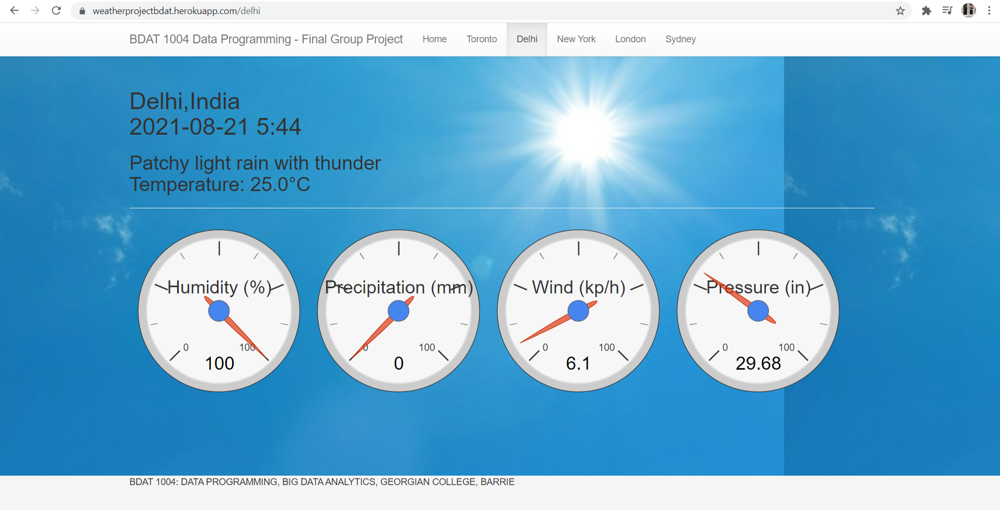 weatherprojectbdat.herokuapp.com/delhi
BDAT 1004 Data Programming - Final Group Project Home Toronto Delhi New York London Sydney
Delhi,India
2021-08-21 5:44
Patchy light rain with thunder
Temperature: 25.0°C
Humidity (%) Precipitation (mm) Wind (kp/h) Pressure (in)
0 100 0 100 0 100 0 100
100 0 6.1 29.68
BDAT 1004: DATA PROGRAMMING, BIG DATA ANALYTICS, GEORGIAN COLLEGE, BARRIE